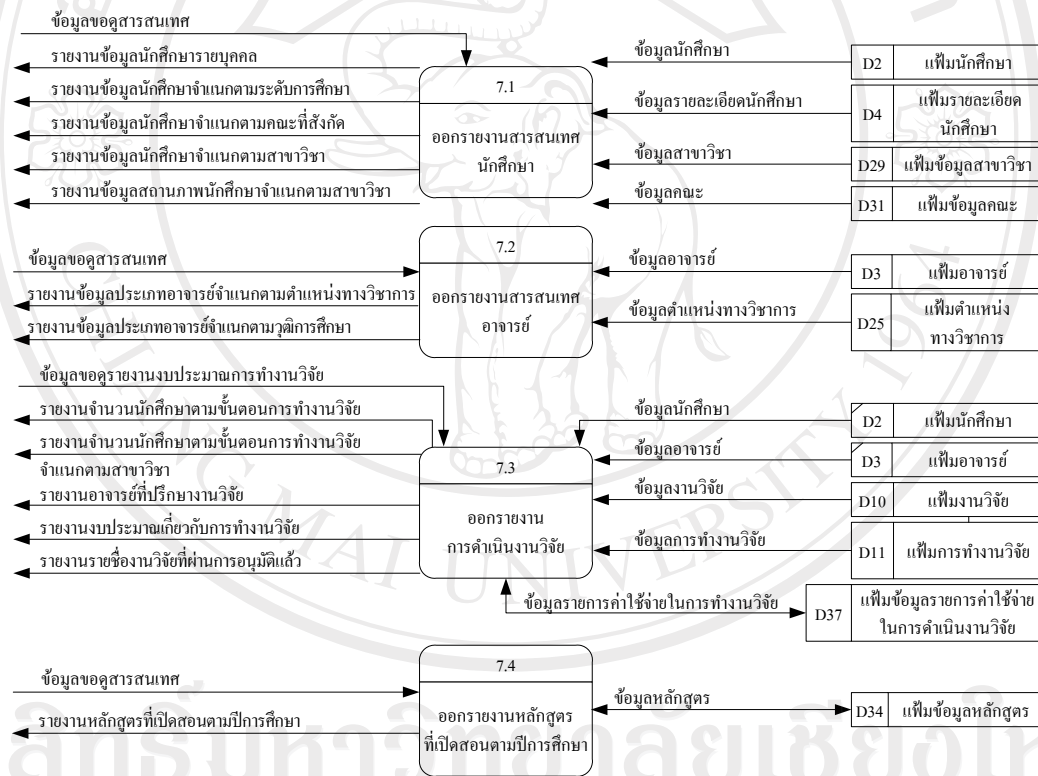 ข้อมูลขอดูสารสนเทศ
รายงานข้อมูลนักศึกษารายบุคคล
รายงานข้อมูลนักศึกษาจำแนกตามระดับการศึกษา
รายงานข้อมูลนักศึกษาจำแนกตามคณะที่สังกัด
รายงานข้อมูลนักศึกษาจำแนกตามสาขาวิชา
รายงานข้อมูลสถานภาพนักศึกษาจำแนกตามสาขาวิชา
7.1
ออกรายงานสารสนเทศ
นักศึกษา
ข้อมูลนักศึกษา
D2 แฟ้มนักศึกษา
ข้อมูลรายละเอียดนักศึกษา
D4 แฟ้มรายละเอียด
นักศึกษา
ข้อมูลสาขาวิชา
D29 แฟ้มข้อมูลสาขาวิชา
ข้อมูลคณะ
D31 แฟ้มข้อมูลคณะ
ข้อมูลขอดูสารสนเทศ
รายงานข้อมูลประเภทอาจารย์จำแนกตามตำแหน่งทางวิชาการ
รายงานข้อมูลประเภทอาจารย์จำแนกตามวุฒิการศึกษา
7.2
ออกรายงานสารสนเทศ
อาจารย์
ข้อมูลอาจารย์
D3 แฟ้มอาจารย์
ข้อมูลตำแหน่งทางวิชาการ
D25 แฟ้มตำแหน่ง
ทางวิชาการ
ข้อมูลขอดูรายงานงบประมาณการทำงานวิจัย
รายงานจำนวนนักศึกษาตามขั้นตอนการทำงานวิจัย
รายงานจำนวนนักศึกษาตามขั้นตอนการทำงานวิจัย
จำแนกตามสาขาวิชา
รายงานอาจารย์ที่ปรึกษางานวิจัย
รายงานงบประมาณเกี่ยวกับการทำงานวิจัย
รายงานรายชื่องานวิจัยที่ผ่านการอนุมัติแล้ว
7.3
ออกรายงาน
การดำเนินงานวิจัย
ข้อมูลนักศึกษา
D2 แฟ้มนักศึกษา
ข้อมูลอาจารย์
D3 แฟ้มอาจารย์
ข้อมูลงานวิจัย
D10 แฟ้มงานวิจัย
ข้อมูลการทำงานวิจัย
D11 แฟ้มการทำงานวิจัย
ข้อมูลรายการค่าใช้จ่ายในการทำงานวิจัย
D37 แฟ้มข้อมูลรายการค่าใช้จ่าย
ในการดำเนินงานวิจัย
ข้อมูลขอดูสารสนเทศ
รายงานหลักสูตรที่เปิดสอนตามปีการศึกษา
7.4
ออกรายงานหลักสูตร
ที่เปิดสอนตามปีการศึกษา
ข้อมูลหลักสูตร
D34 แฟ้มข้อมูลหลักสูตร
CHIANG MAI UNIVERSITY 1964